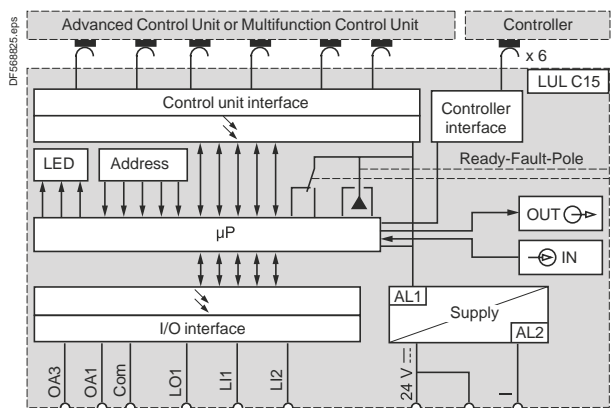 Advanced Control Unit or Multifunction Control Unit
Controller
DF568825.eps
x 6
LUL C15
Control unit interface
Controller
interface
LED
Address
Ready-Fault-Pole
µP
OUT
IN
AL1
Supply
AL2
I/O interface
OA3
OA1
Com
LO1
LI1
LI2
24 V